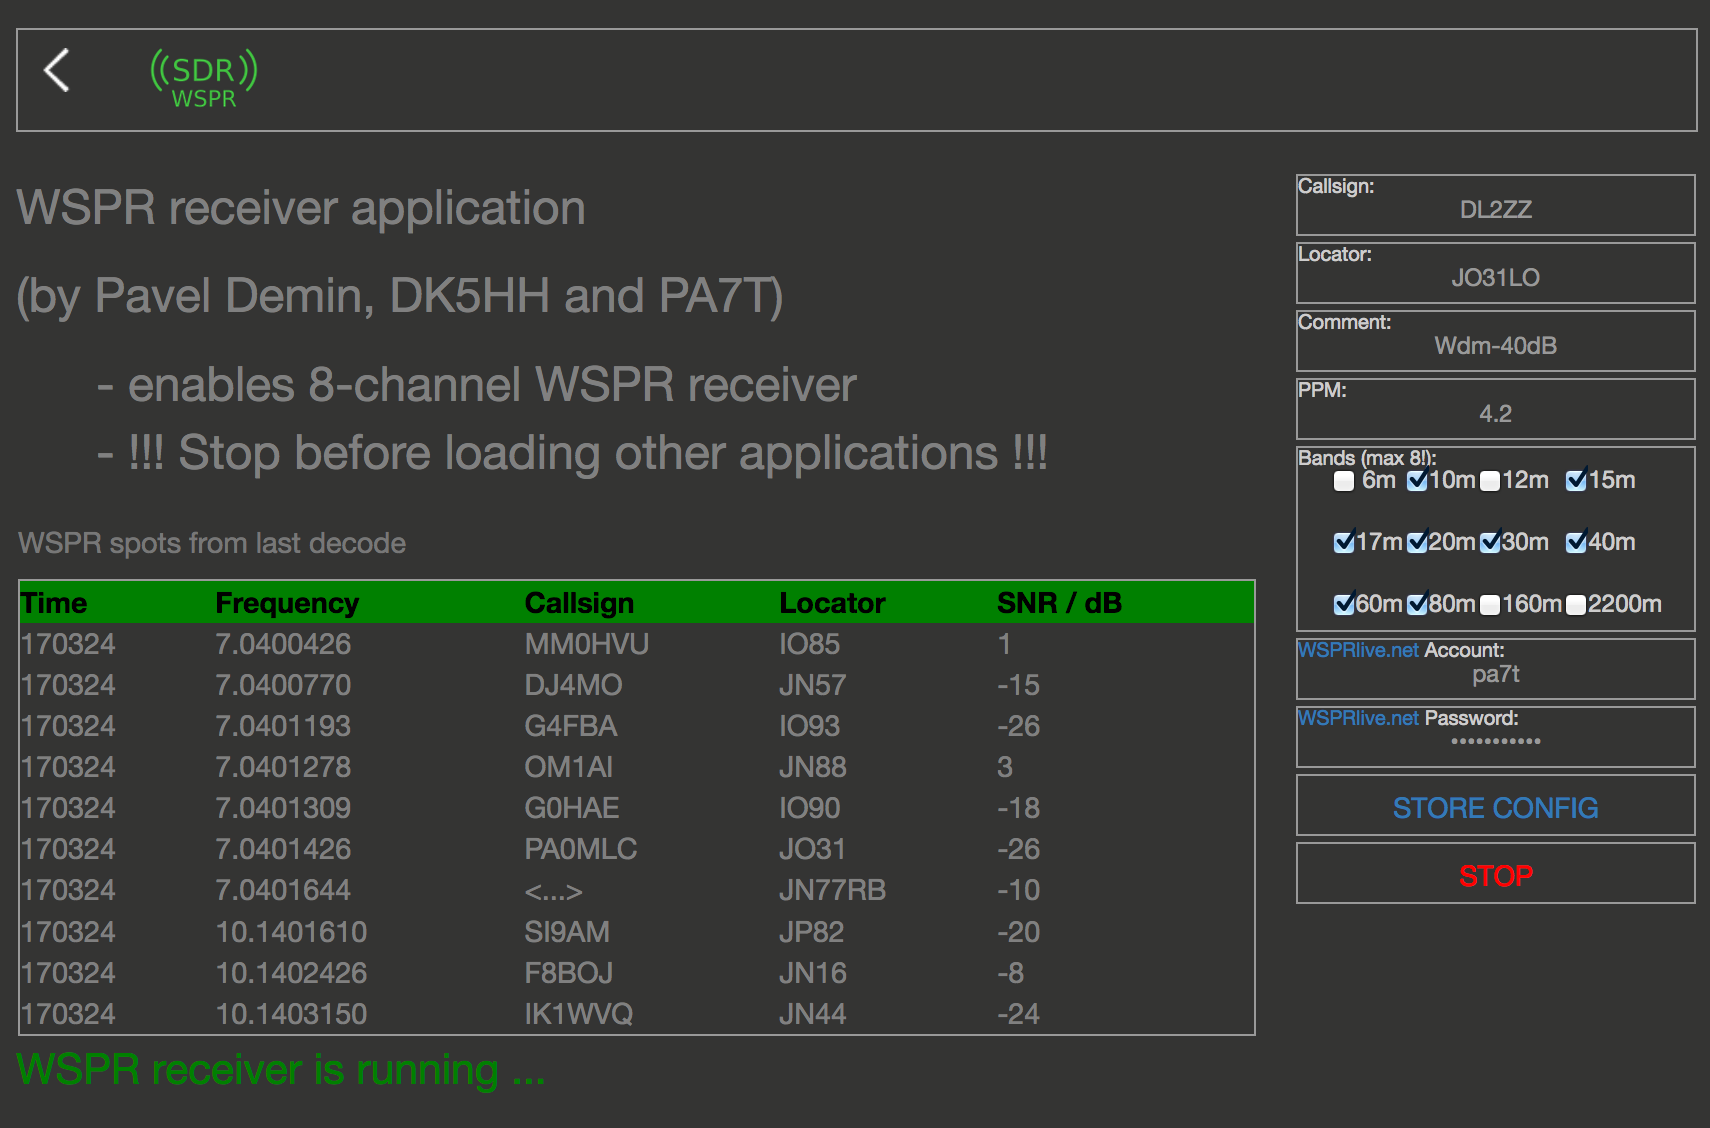 ((SDR))
WSPR
WSPR receiver application
(by Pavel Demin, DK5HH and PA7T)
- enables 8-channel WSPR receiver
- !!! Stop before loading other applications !!!
WSPR spots from last decode
Time Frequency Callsign Locator SNR / dB
170324 7.0400426 MM0HVU IO85 1
170324 7.0400770 DJ4MO JN57 -15
170324 7.0401193 G4FBA IO93 -26
170324 7.0401278 OM1AI JN88 3
170324 7.0401309 G0HAE IO90 -18
170324 7.0401426 PA0MLC JO31 -26
170324 7.0401644 <...> JN77RB -10
170324 10.1401610 SI9AM JP82 -20
170324 10.1402426 F8BOJ JN16 -8
170324 10.1403150 IK1WVQ JN44 -24
WSPR receiver is running ...
Callsign:
DL2ZZ
Locator:
JO31LO
Comment:
Wdm-40dB
PPM:
4.2
Bands (max 8!):
6m 10m 12m 15m
17m 20m 30m 40m
60m 80m 160m 2200m
WSPRlive.net Account:
pa7t
WSPRlive.net Password:
•••••••••••
STORE CONFIG
STOP